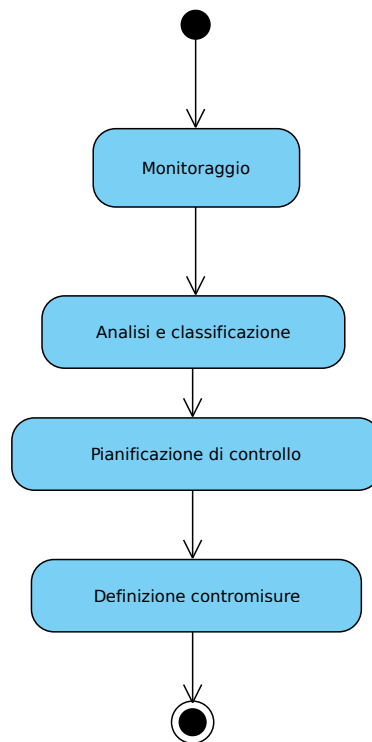 Monitoraggio
Analisi e classificazione
Pianificazione di controllo
Definizione contromisure